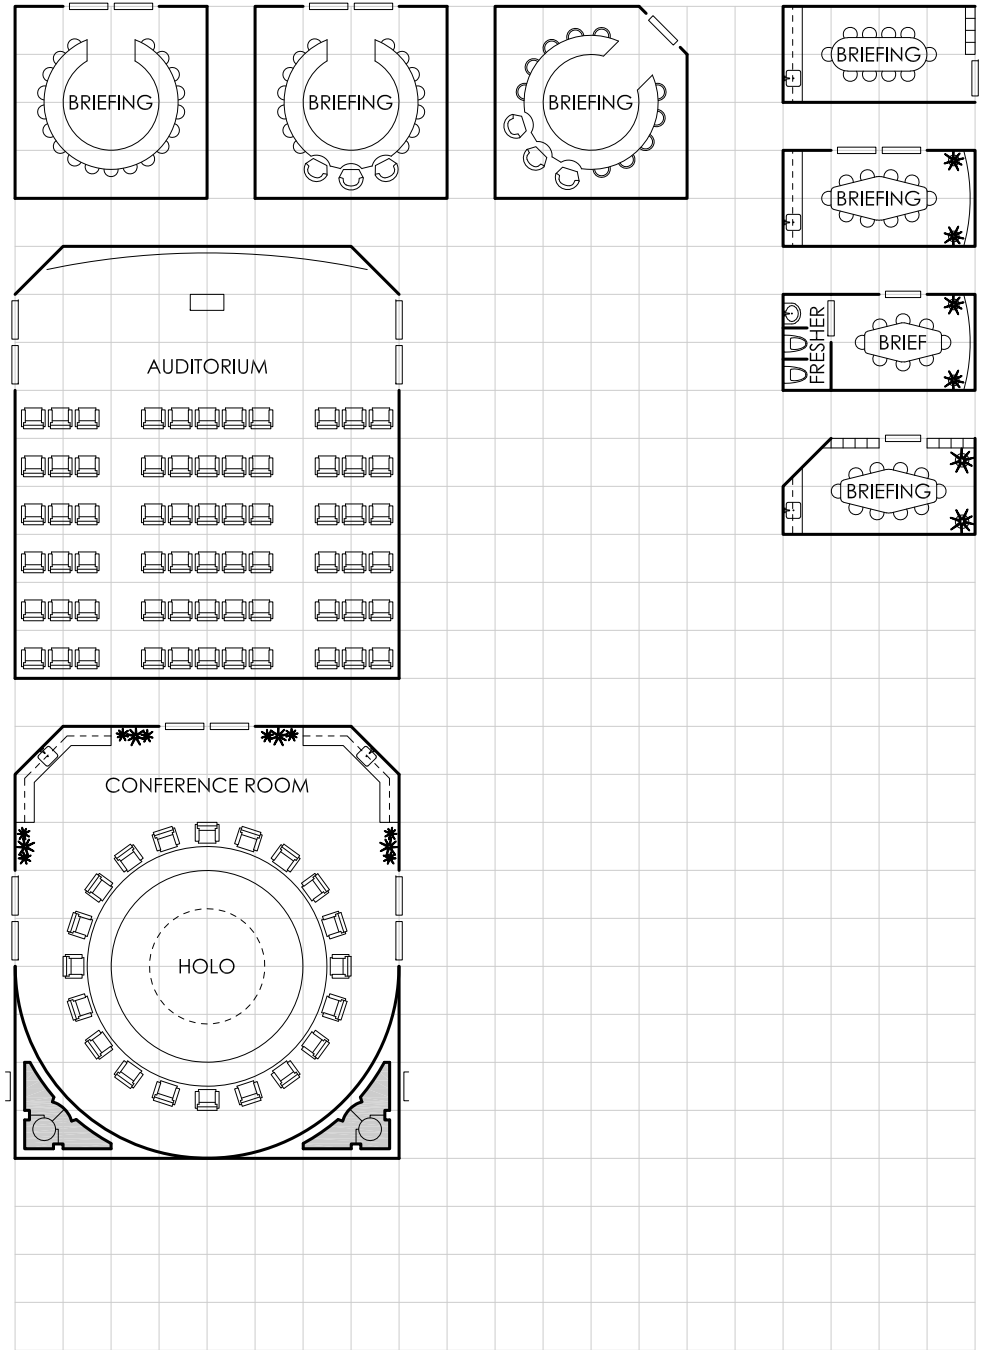 BRIEFING
BRIEFING
BRIEFING
BRIEFING
BRIEFING
FRESHER
BRIEF
AUDITORIUM
BRIEFING
CONFERENCE ROOM
HOLO